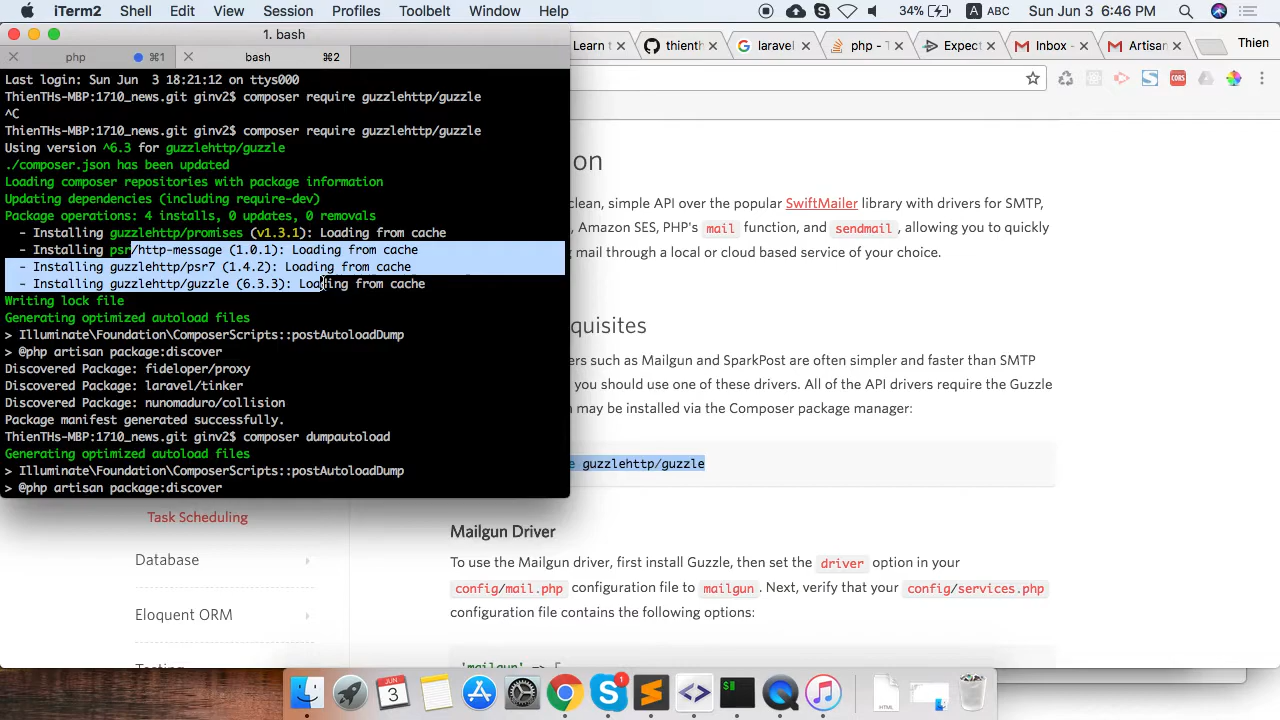 iTerm2 Shell Edit View Session Profiles Toolbelt Window Help 34% A ABC Sun Jun 3 6:46 PM
1. bash
php ⌘1 bash ⌘2
Learn t thienth laravel php - T Expect Inbox - Artisan Thien
Last login: Sun Jun 3 18:21:12 on ttys000
ThienTHs-MBP:1710_news.git ginv2$ composer require guzzlehttp/guzzle
^C
ThienTHs-MBP:1710_news.git ginv2$ composer require guzzlehttp/guzzle
Using version ^6.3 for guzzlehttp/guzzle
./composer.json has been updated
Loading composer repositories with package information
Updating dependencies (including require-dev)
Package operations: 4 installs, 0 updates, 0 removals
- Installing guzzlehttp/promises (v1.3.1): Loading from cache
- Installing psr/http-message (1.0.1): Loading from cache
- Installing guzzlehttp/psr7 (1.4.2): Loading from cache
- Installing guzzlehttp/guzzle (6.3.3): Loading from cache
Writing lock file
Generating optimized autoload files
> Illuminate\Foundation\ComposerScripts::postAutoloadDump
> @php artisan package:discover
Discovered Package: fideloper/proxy
Discovered Package: laravel/tinker
Discovered Package: nunomaduro/collision
Package manifest generated successfully.
ThienTHs-MBP:1710_news.git ginv2$ composer dumpautoload
Generating optimized autoload files
> Illuminate\Foundation\ComposerScripts::postAutoloadDump
> @php artisan package:discover
on
clean, simple API over the popular SwiftMailer library with drivers for SMTP,
, Amazon SES, PHP's mail function, and sendmail, allowing you to quickly
mail through a local or cloud based service of your choice.
quisites
ers such as Mailgun and SparkPost are often simpler and faster than SMTP
you should use one of these drivers. All of the API drivers require the Guzzle
may be installed via the Composer package manager:
e guzzlehttp/guzzle
Task Scheduling
Database
Eloquent ORM
Testing
Mailgun Driver
To use the Mailgun driver, first install Guzzle, then set the driver option in your
config/mail.php configuration file to mailgun. Next, verify that your config/services.php
configuration file contains the following options:
'mailgun' => [
JUN
3
1
HTML